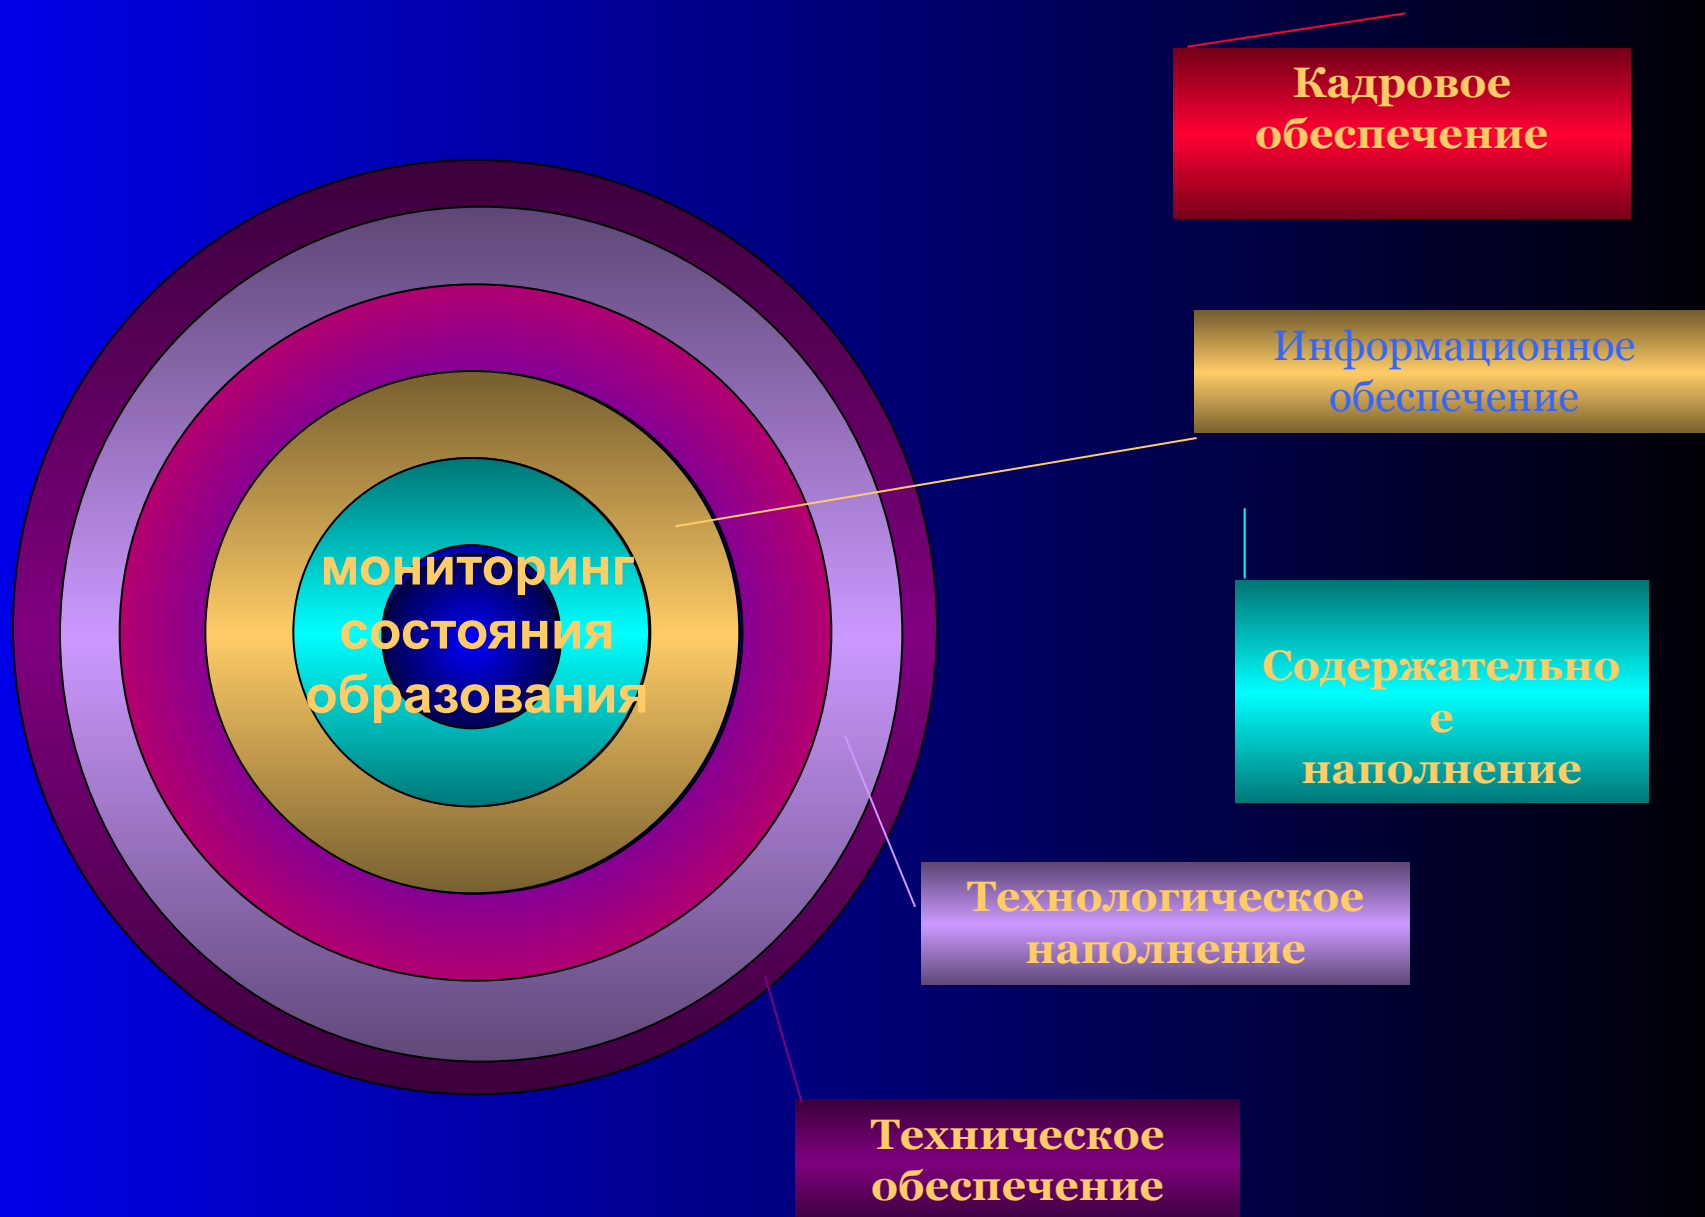 Кадровое
обеспечение
Информационное
обеспечение
мониторинг
состояния
образования
Содержательно
е
наполнение
Технологическое
наполнение
Техническое
обеспечение